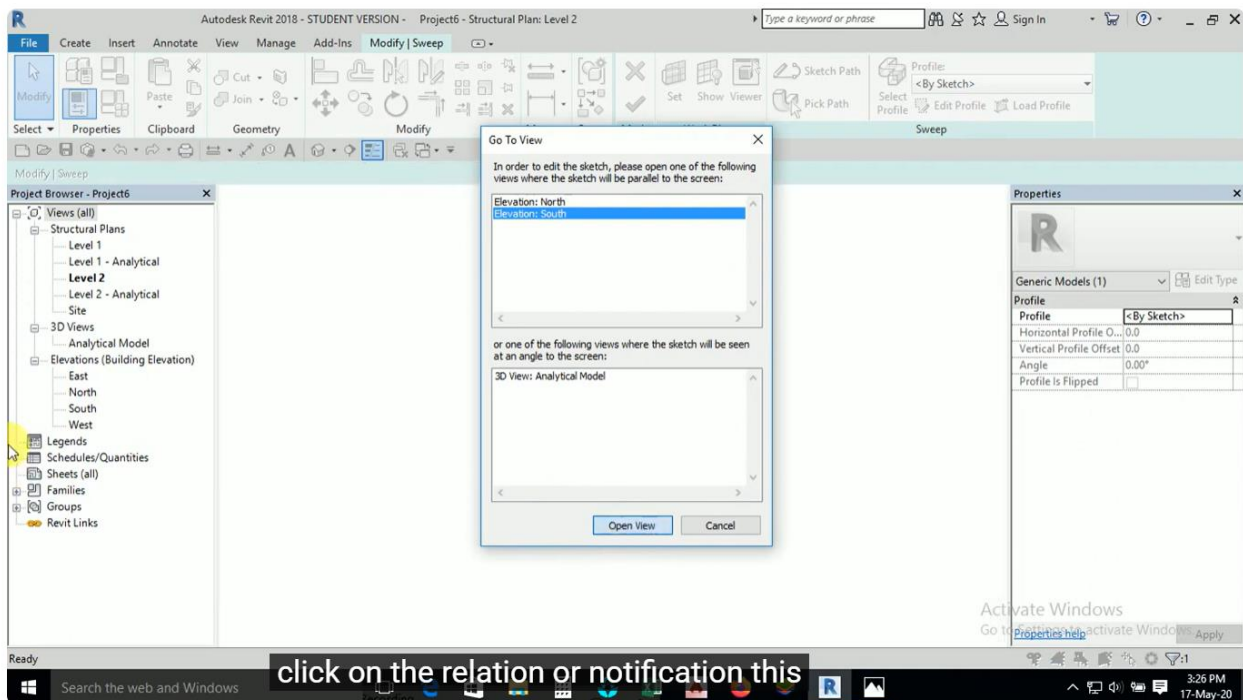 Autodesk Revit 2018 - STUDENT VERSION - Project6 - Structural Plan: Level 2
Type a keyword or phrase
Sign In
File Create Insert Annotate View Manage Add-Ins Modify | Sweep
Modify
Paste
Cut
Join
Set Show Viewer
Sketch Path
Pick Path
Select Profile
Profile:
<By Sketch>
Edit Profile Load Profile
Select Properties Clipboard Geometry Modify Sweep
Modify | Sweep
Project Browser - Project6
Views (all)
Structural Plans
Level 1
Level 1 - Analytical
Level 2
Level 2 - Analytical
Site
3D Views
Analytical Model
Elevations (Building Elevation)
East
North
South
West
Legends
Schedules/Quantities
Sheets (all)
Families
Groups
Revit Links
Go To View
In order to edit the sketch, please open one of the following
views where the sketch will be parallel to the screen:
Elevation: North
Elevation: South
or one of the following views where the sketch will be seen
at an angle to the screen:
3D View: Analytical Model
Open View Cancel
Properties
Generic Models (1) Edit Type
Profile
Profile <By Sketch>
Horizontal Profile O... 0.0
Vertical Profile Offset 0.0
Angle 0.00°
Profile Is Flipped
Activate Windows
Go to Settings to activate Windows.
Properties help
Apply
Ready
:1
click on the relation or notification this
Search the web and Windows
3:26 PM
17-May-20